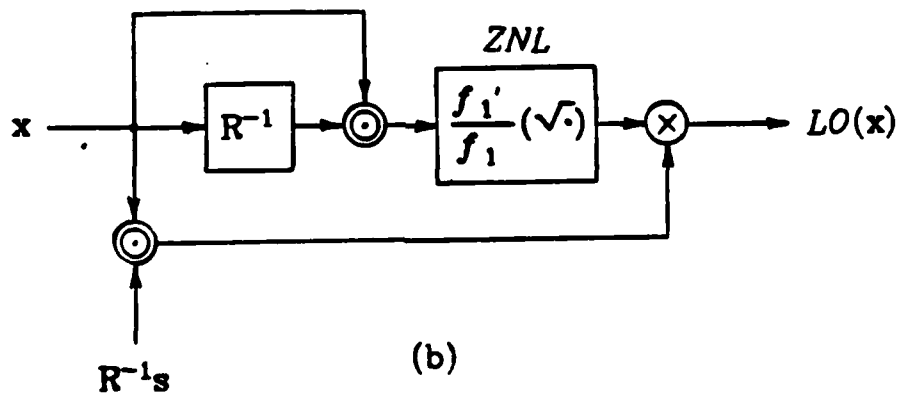 ZNL
x
R⁻¹
f₁'/f₁ (√·)
LO(x)
R⁻¹s
(b)